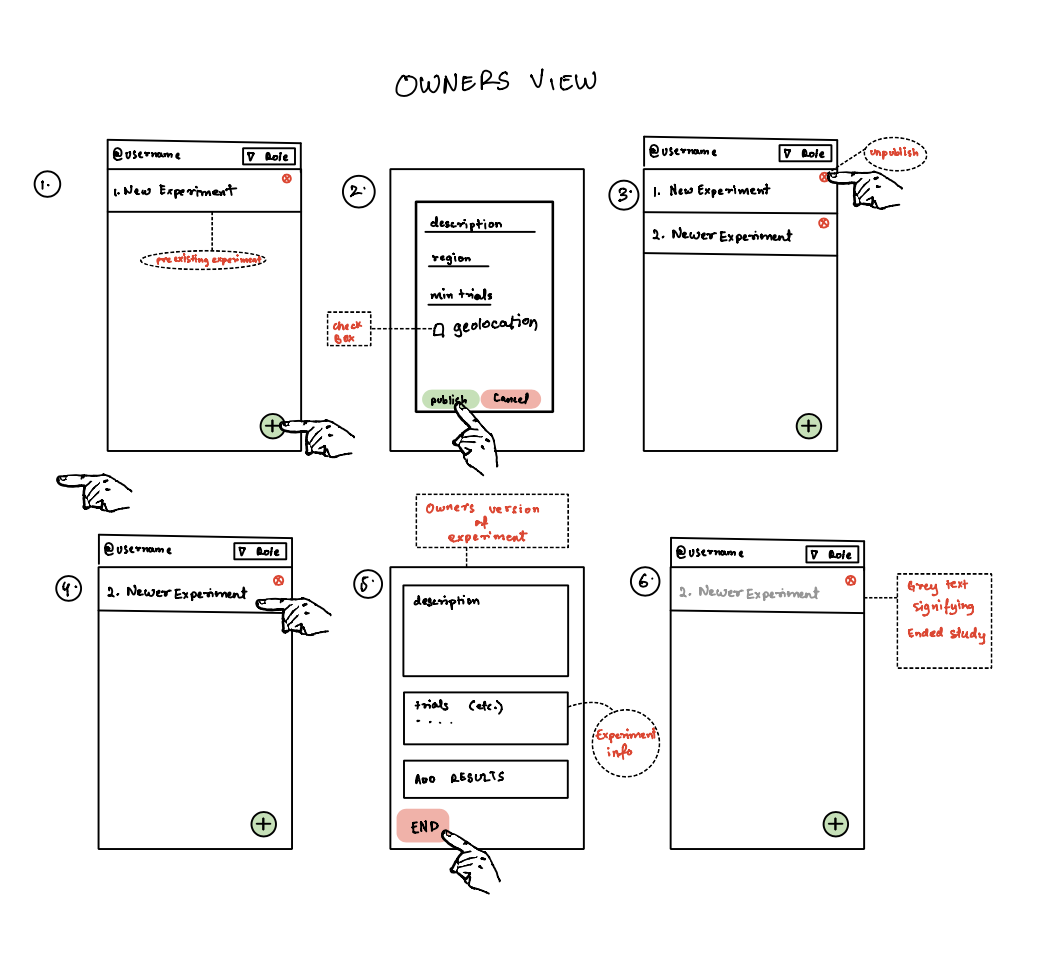 OWNERS VIEW
1.
@username
∇ Role
1. New Experiment
pre existing experiment
2.
description
region
min trials
geolocation
check
Box
publish
Cancel
3.
@username
∇ Role
unpublish
1. New Experiment
2. Newer Experiment
4.
@username
∇ Role
2. Newer Experiment
Owners version
of
experiment
5.
description
trials (etc.)
- . . .
Experiment
info
ADD RESULTS
END
6.
@username
∇ Role
2. Newer Experiment
Grey text
signifying
Ended study